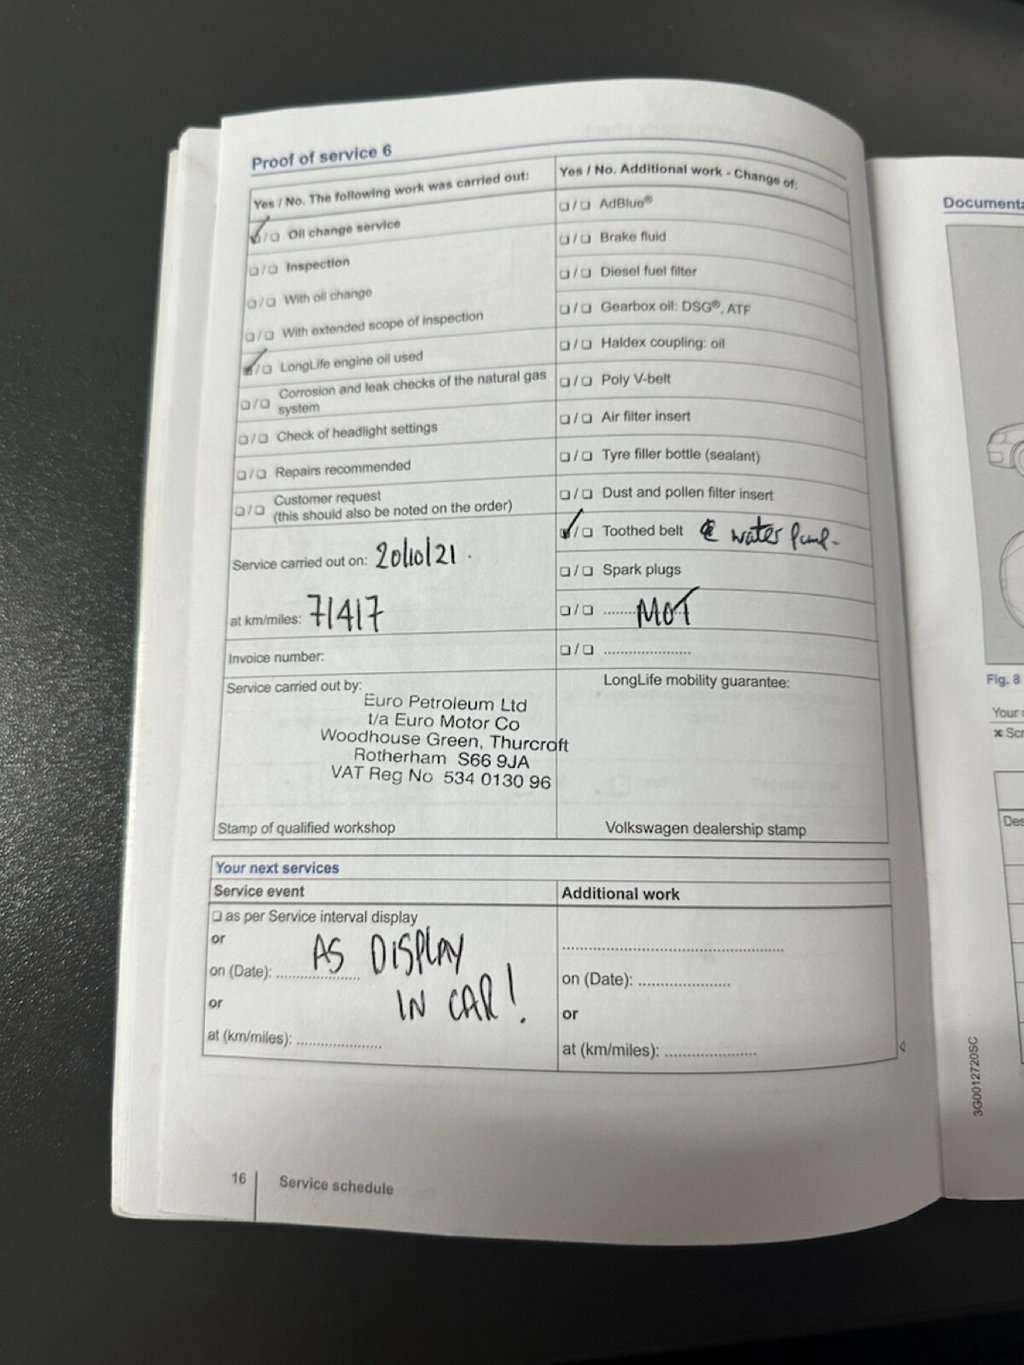 Proof of service 6
Yes / No. The following work was carried out:
☑/❑ Oil change service
❑/❑ Inspection
❑/❑ With oil change
❑/❑ With extended scope of inspection
☑/❑ LongLife engine oil used
❑/❑ Corrosion and leak checks of the natural gas
system
❑/❑ Check of headlight settings
❑/❑ Repairs recommended
❑/❑ Customer request
(this should also be noted on the order)
Service carried out on: 20/10/21.
at km/miles: 71417
Invoice number:
Service carried out by:
Euro Petroleum Ltd
t/a Euro Motor Co
Woodhouse Green, Thurcroft
Rotherham S66 9JA
VAT Reg No 534 0130 96
Stamp of qualified workshop
Yes / No. Additional work - Change of:
❑/❑ AdBlue®
❑/❑ Brake fluid
❑/❑ Diesel fuel filter
❑/❑ Gearbox oil: DSG®, ATF
❑/❑ Haldex coupling: oil
❑/❑ Poly V-belt
❑/❑ Air filter insert
❑/❑ Tyre filler bottle (sealant)
❑/❑ Dust and pollen filter insert
☑/❑ Toothed belt & water Pump-
❑/❑ Spark plugs
❑/❑ ........MOT
❑/❑ ......................
LongLife mobility guarantee:
Volkswagen dealership stamp
Your next services
Service event
❑ as per Service interval display
or
on (Date): .................... AS DISPLAY
or IN CAR!
at (km/miles): ....................
Additional work
..................................................
on (Date): .....................
or
at (km/miles): .....................
16
Service schedule
Documenta
Fig. 8
Your
Scr
Des
3G0012720SC